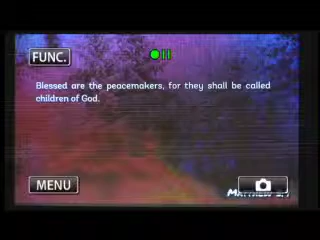 FUNC.
Blessed are the peacemakers, for they shall be called
children of God.
MENU